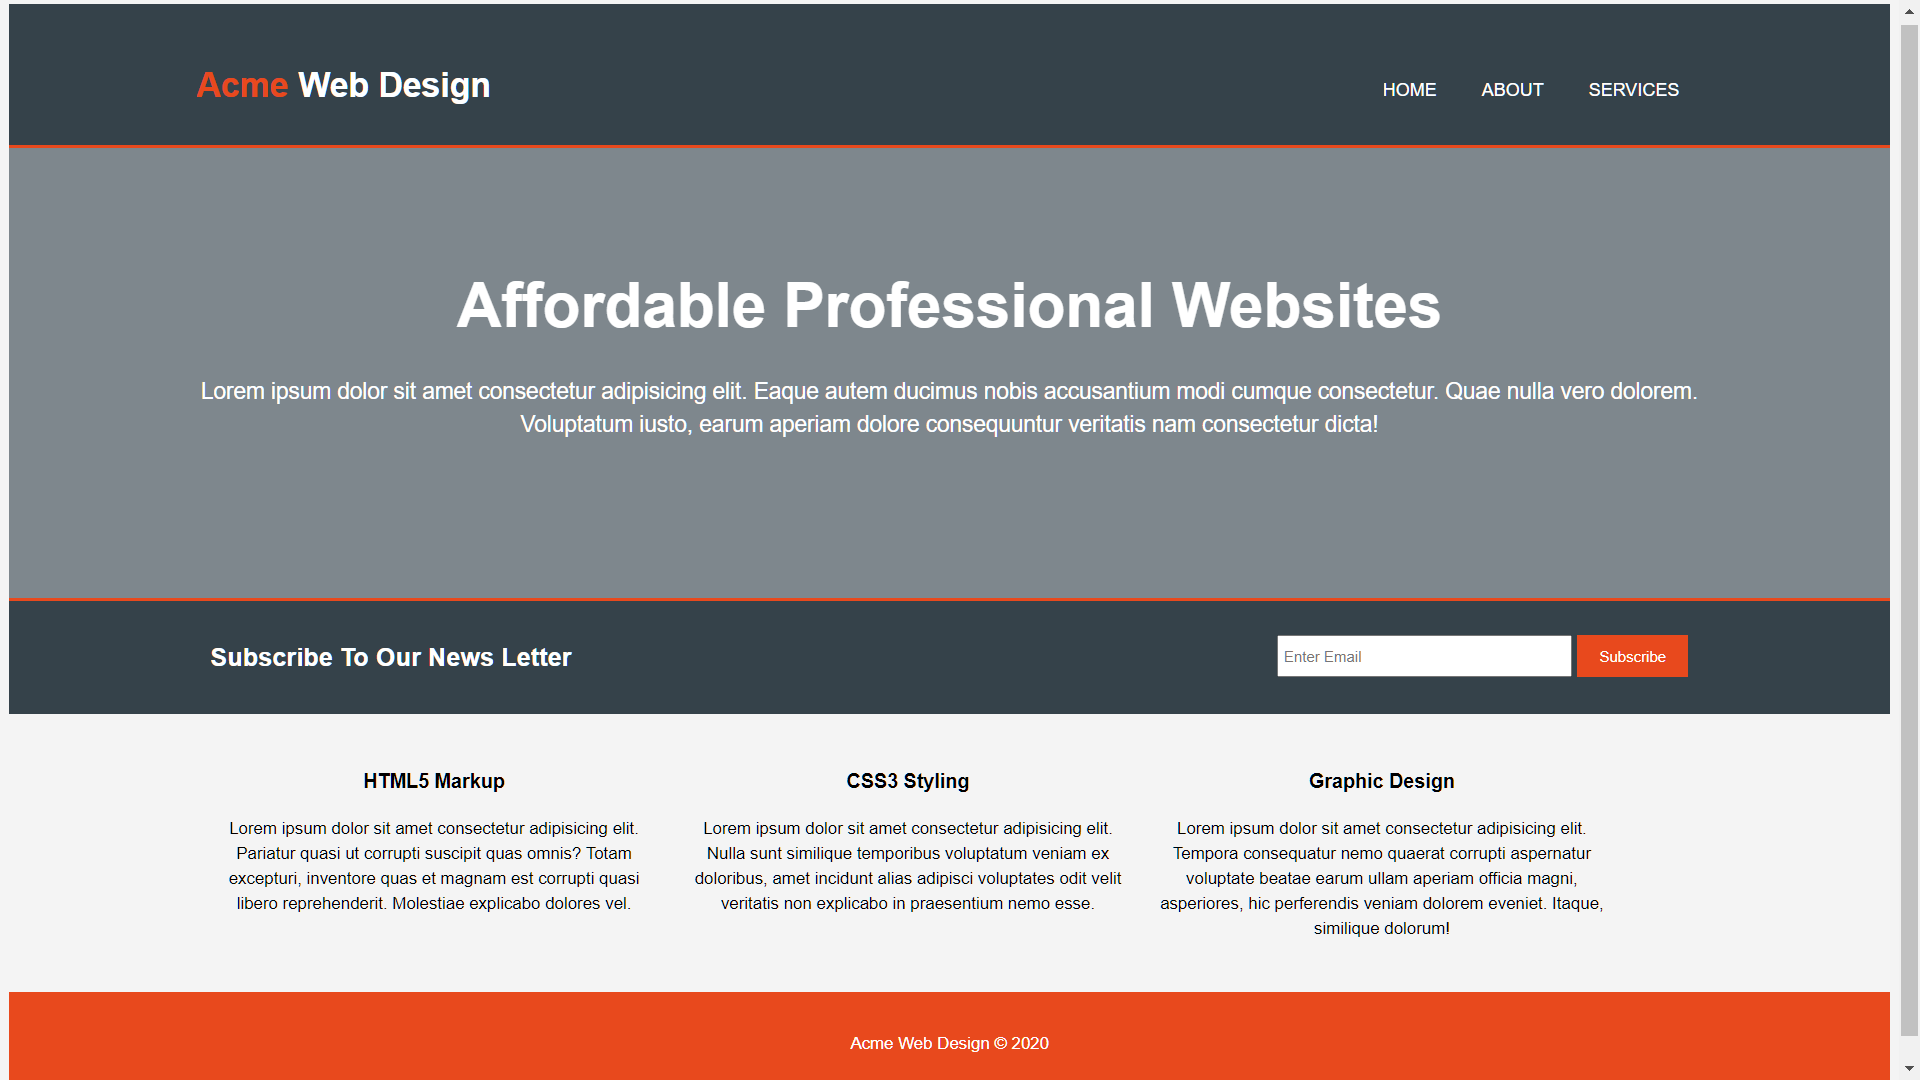 Acme Web Design
HOME ABOUT SERVICES
Affordable Professional Websites
Lorem ipsum dolor sit amet consectetur adipisicing elit. Eaque autem ducimus nobis accusantium modi cumque consectetur. Quae nulla vero dolorem.
Voluptatum iusto, earum aperiam dolore consequuntur veritatis nam consectetur dicta!
Subscribe To Our News Letter
Enter Email
Subscribe
HTML5 Markup
Lorem ipsum dolor sit amet consectetur adipisicing elit.
Pariatur quasi ut corrupti suscipit quas omnis? Totam
excepturi, inventore quas et magnam est corrupti quasi
libero reprehenderit. Molestiae explicabo dolores vel.
CSS3 Styling
Lorem ipsum dolor sit amet consectetur adipisicing elit.
Nulla sunt similique temporibus voluptatum veniam ex
doloribus, amet incidunt alias adipisci voluptates odit velit
veritatis non explicabo in praesentium nemo esse.
Graphic Design
Lorem ipsum dolor sit amet consectetur adipisicing elit.
Tempora consequatur nemo quaerat corrupti aspernatur
voluptate beatae earum ullam aperiam officia magni,
asperiores, hic perferendis veniam dolorem eveniet. Itaque,
similique dolorum!
Acme Web Design © 2020